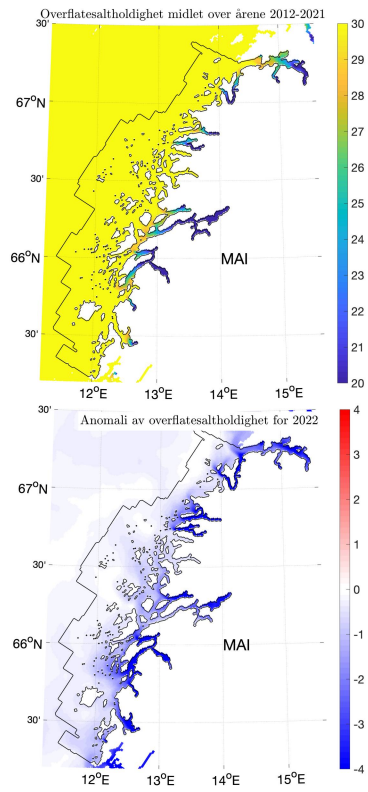 Overflatesaltholdighet midlet over årene 2012-2021
30'
67°N
30'
66°N
30'
MAI
12°E
13°E
14°E
15°E
30
29
28
27
26
25
24
23
22
21
20
Anomali av overflatesaltholdighet for 2022
30'
67°N
30'
66°N
30'
MAI
12°E
13°E
14°E
15°E
4
3
2
1
0
-1
-2
-3
-4